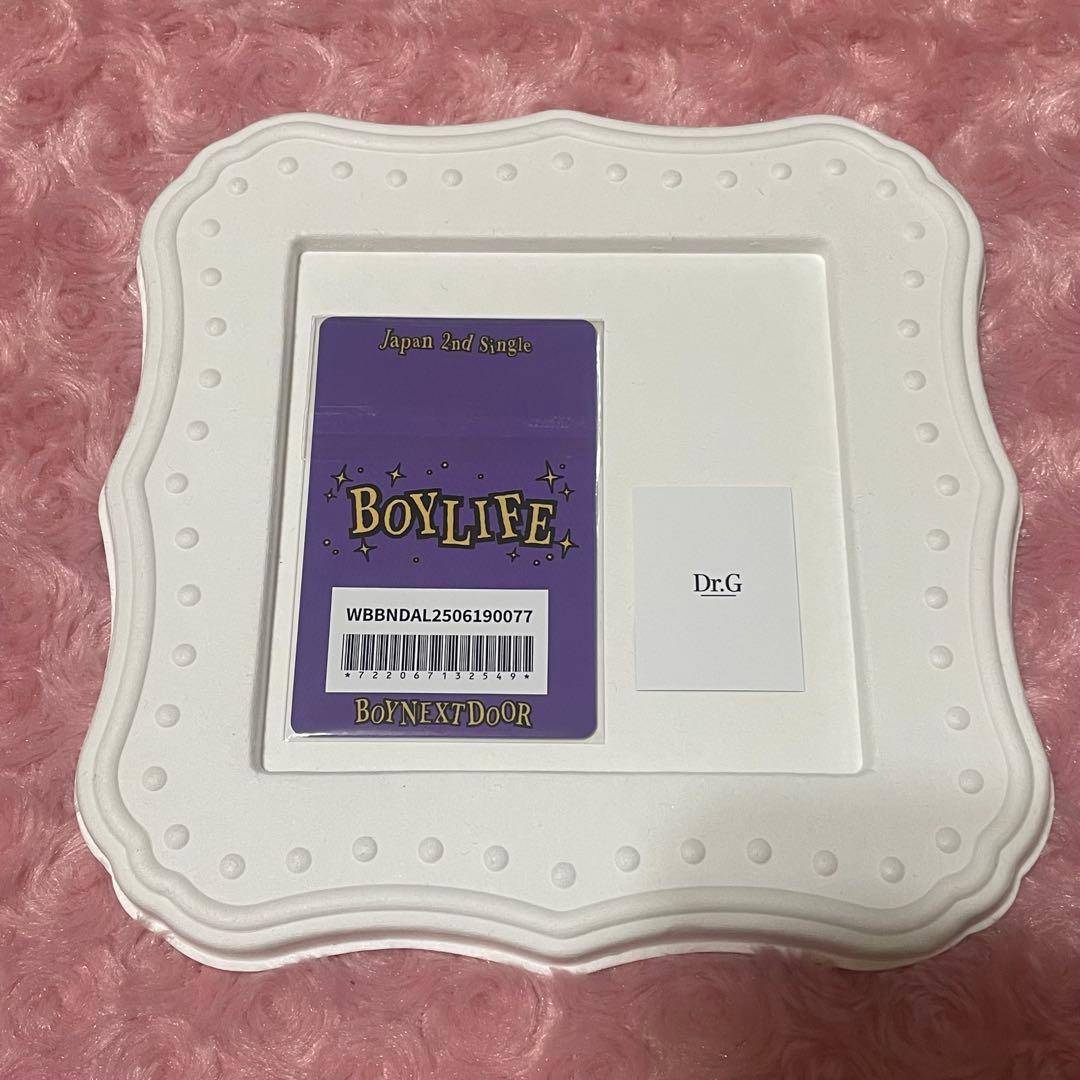 Japan 2nd Single
BOYLIFE
WBBNDAL2506190077
*722067132549*
BOYNEXTDOOR
Dr.G